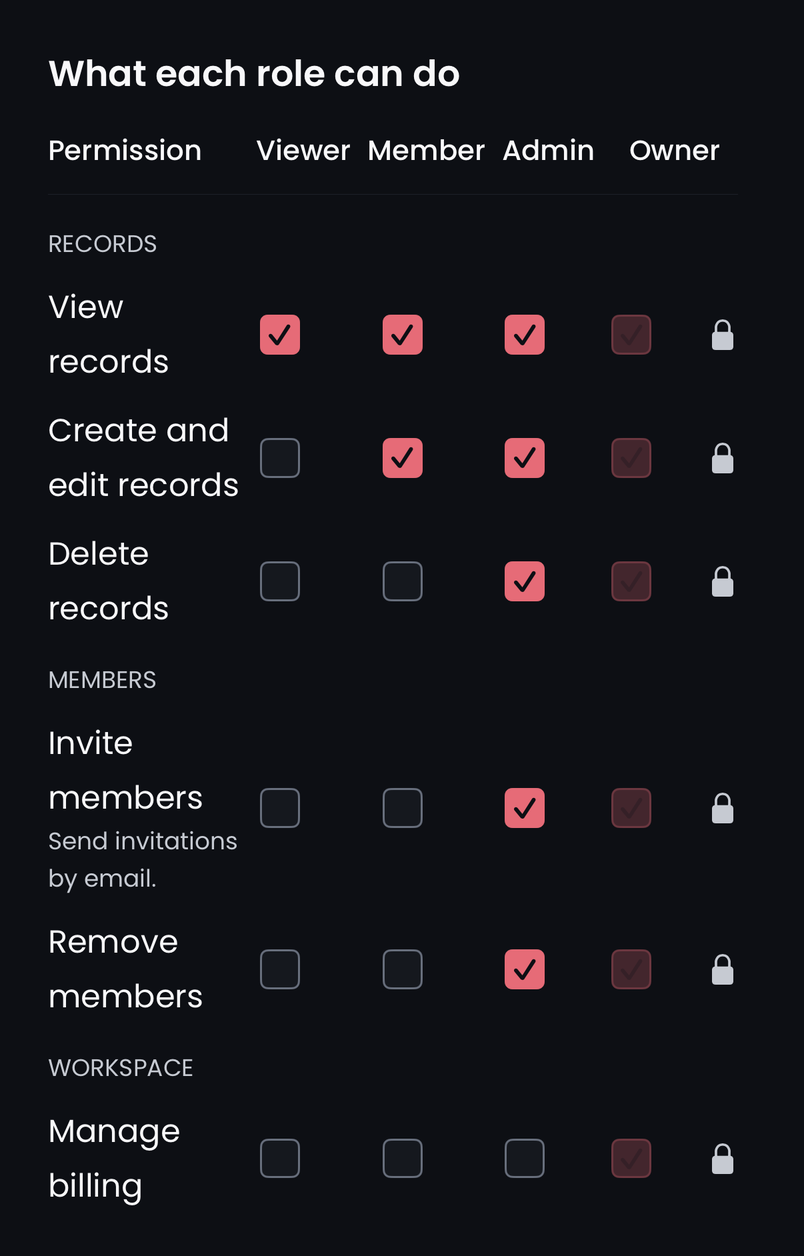 What each role can do
Permission Viewer Member Admin Owner
RECORDS
View
records
Create and
edit records
Delete
records
MEMBERS
Invite
members
Send invitations
by email.
Remove
members
WORKSPACE
Manage
billing